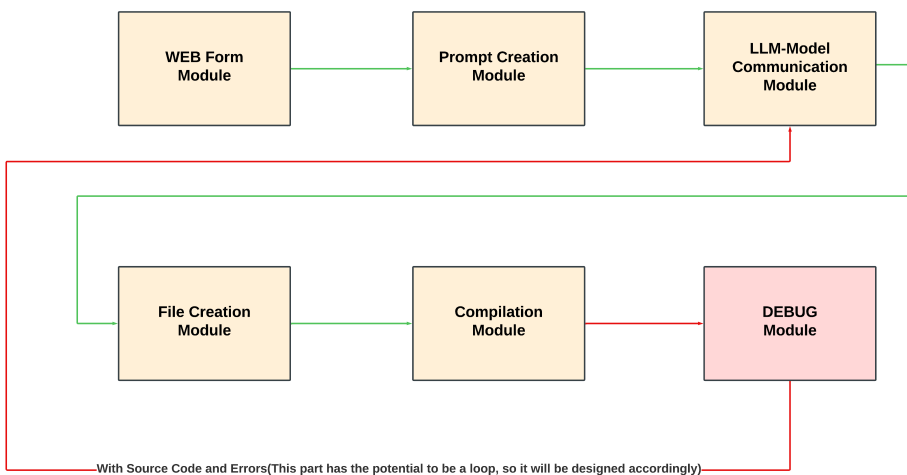 WEB Form
Module
Prompt Creation
Module
LLM-Model
Communication
Module
File Creation
Module
Compilation
Module
DEBUG
Module
With Source Code and Errors(This part has the potential to be a loop, so it will be designed accordingly)